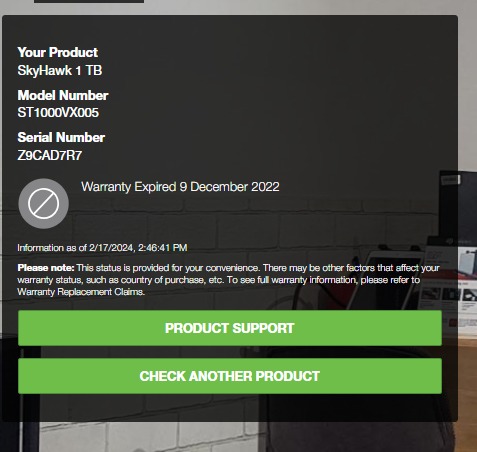 Your Product
SkyHawk 1 TB
Model Number
ST1000VX005
Serial Number
Z9CAD7R7
Warranty Expired 9 December 2022
Information as of 2/17/2024, 2:46:41 PM
Please note: This status is provided for your convenience. There may be other factors that affect your
warranty status, such as country of purchase, etc. To see full warranty information, please refer to
Warranty Replacement Claims.
PRODUCT SUPPORT
CHECK ANOTHER PRODUCT